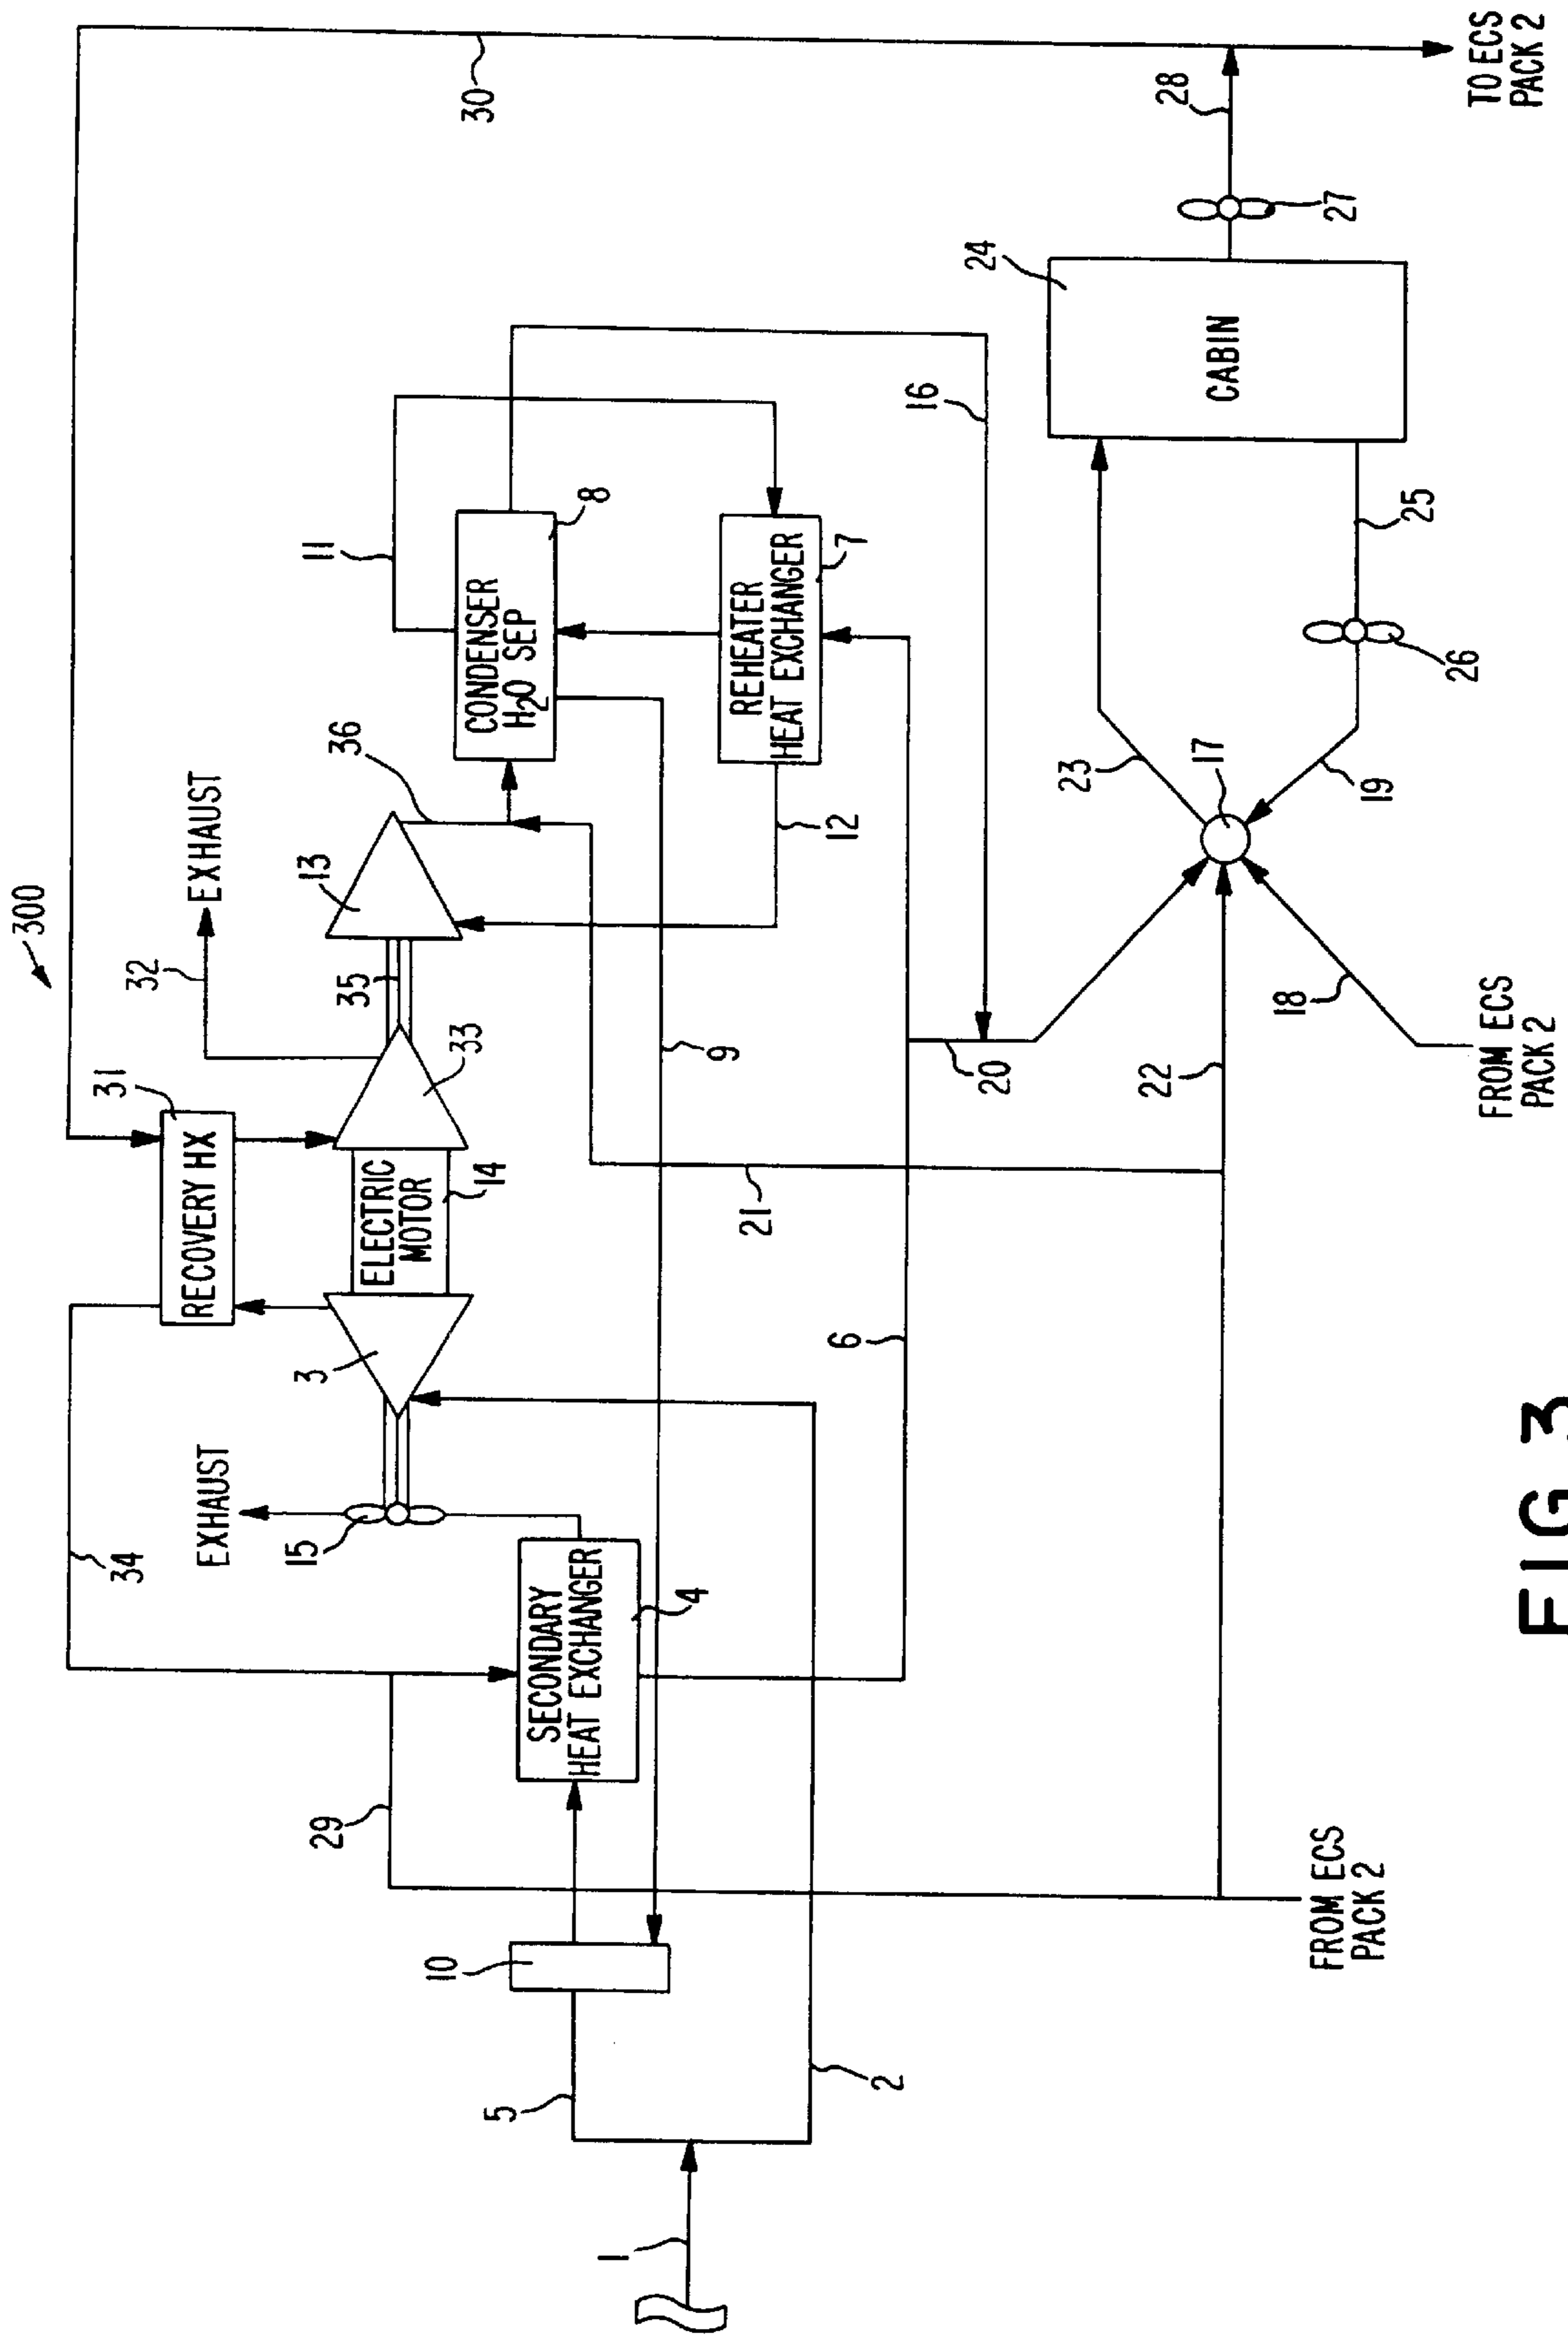 300
30
34
31
RECOVERY HX
32
EXHAUST
EXHAUST
15
3
ELECTRIC
MOTOR
14
33
35
13
36
11
CONDENSER
H2O SEP
8
REHEATER
HEAT EXCHANGER
7
12
9
SECONDARY
HEAT EXCHANGER
4
29
10
5
1
2
6
21
20
16
22
18
FROM ECS
PACK 2
17
23
19
24
CABIN
25
26
27
28
TO ECS
PACK 2
FROM ECS
PACK 2
FIG.3